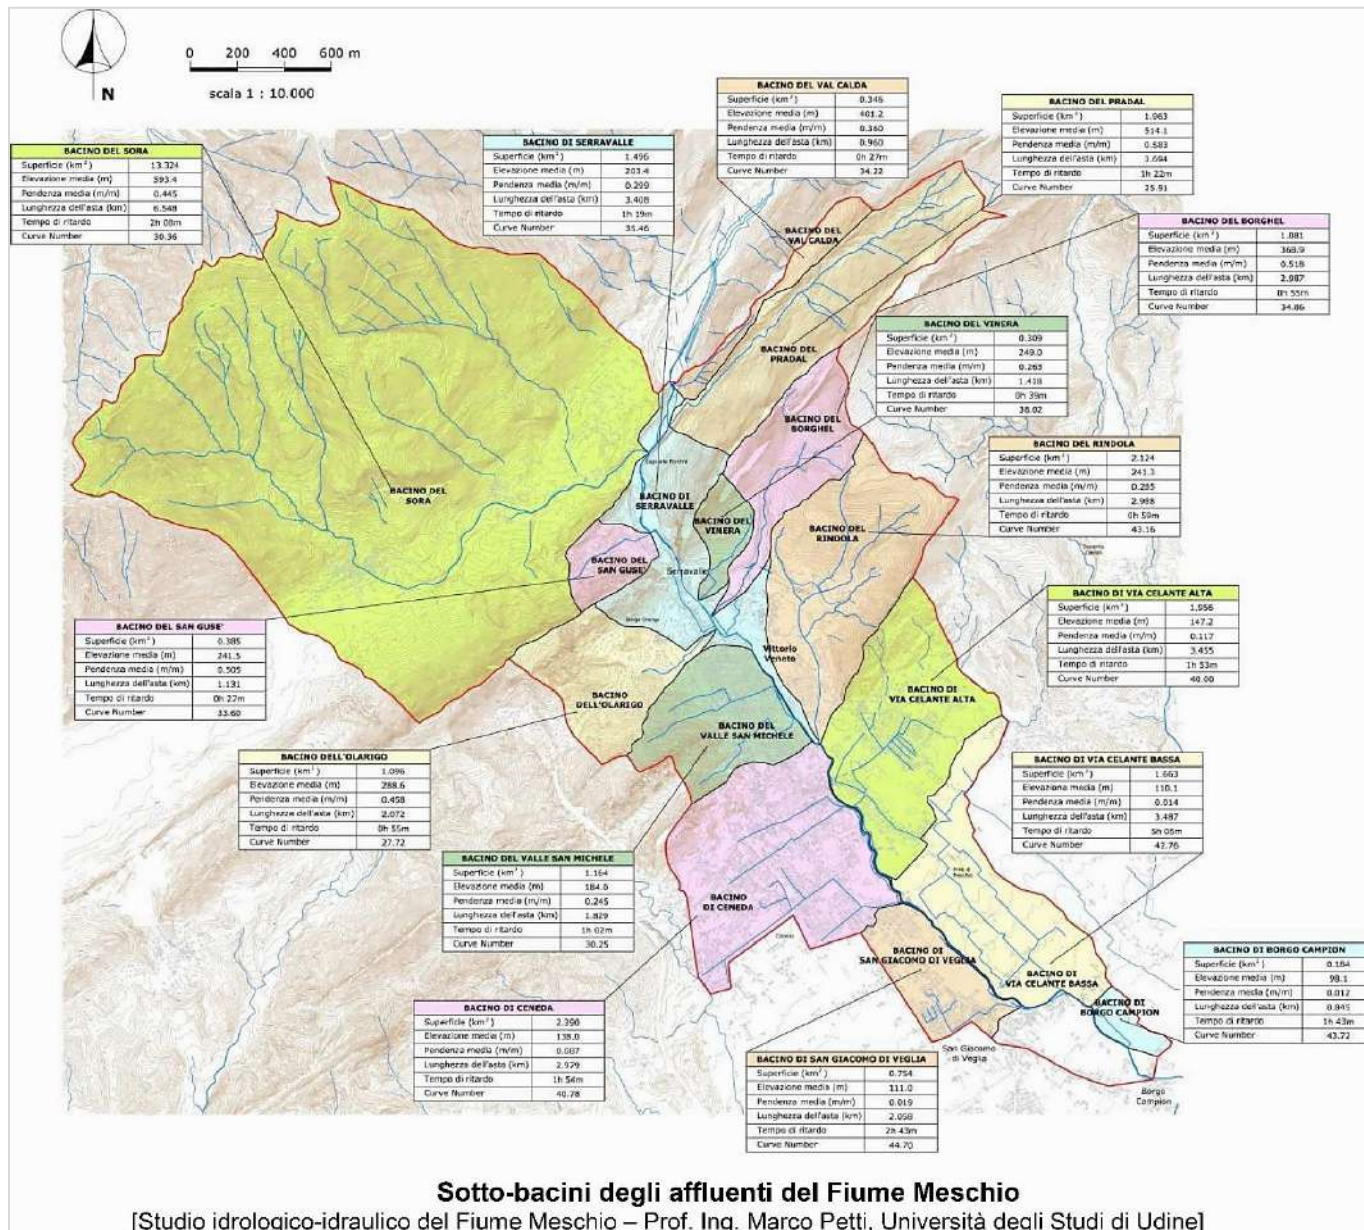 0 200 400 600 m
N
scala 1 : 10.000
BACINO DEL VAL CALDA
Superficie (km²) 0.346
Elevazione media (m) 401.2
Pendenza media (m/m) 0.360
Lunghezza dell'asta (km) 0.960
Tempo di ritardo 0h 27m
Curve Number 34.22
BACINO DEL PRADAL
Superficie (km²) 1.963
Elevazione media (m) 514.1
Pendenza media (m/m) 0.583
Lunghezza dell'asta (km) 3.694
Tempo di ritardo 1h 22m
Curve Number 25.91
BACINO DEL SORA
Superficie (km²) 13.324
Elevazione media (m) 593.4
Pendenza media (m/m) 0.445
Lunghezza dell'asta (km) 6.548
Tempo di ritardo 2h 08m
Curve Number 30.36
BACINO DI SERRAVALLE
Superficie (km²) 1.496
Elevazione media (m) 203.4
Pendenza media (m/m) 0.299
Lunghezza dell'asta (km) 3.408
Tempo di ritardo 1h 19m
Curve Number 35.46
BACINO DEL BORGHEL
Superficie (km²) 1.081
Elevazione media (m) 368.9
Pendenza media (m/m) 0.518
Lunghezza dell'asta (km) 2.987
Tempo di ritardo 0h 55m
Curve Number 34.86
BACINO DEL VINERA
Superficie (km²) 0.309
Elevazione media (m) 249.0
Pendenza media (m/m) 0.263
Lunghezza dell'asta (km) 1.418
Tempo di ritardo 0h 39m
Curve Number 38.02
BACINO DEL RINDOLA
Superficie (km²) 2.124
Elevazione media (m) 241.3
Pendenza media (m/m) 0.285
Lunghezza dell'asta (km) 2.988
Tempo di ritardo 0h 59m
Curve Number 43.16
BACINO DI VIA CELANTE ALTA
Superficie (km²) 1.956
Elevazione media (m) 147.2
Pendenza media (m/m) 0.117
Lunghezza dell'asta (km) 3.455
Tempo di ritardo 1h 53m
Curve Number 40.00
BACINO DEL SAN GUSE'
Superficie (km²) 0.385
Elevazione media (m) 241.5
Pendenza media (m/m) 0.505
Lunghezza dell'asta (km) 1.131
Tempo di ritardo 0h 27m
Curve Number 33.60
BACINO DELL'OLARIGO
Superficie (km²) 1.096
Elevazione media (m) 288.6
Pendenza media (m/m) 0.458
Lunghezza dell'asta (km) 2.072
Tempo di ritardo 0h 55m
Curve Number 27.72
BACINO DI VIA CELANTE BASSA
Superficie (km²) 1.663
Elevazione media (m) 110.1
Pendenza media (m/m) 0.014
Lunghezza dell'asta (km) 3.487
Tempo di ritardo 5h 06m
Curve Number 42.76
BACINO DEL VALLE SAN MICHELE
Superficie (km²) 1.164
Elevazione media (m) 184.0
Pendenza media (m/m) 0.245
Lunghezza dell'asta (km) 1.829
Tempo di ritardo 1h 02m
Curve Number 30.25
BACINO DI BORGO CAMPION
Superficie (km²) 0.164
Elevazione media (m) 98.1
Pendenza media (m/m) 0.012
Lunghezza dell'asta (km) 0.845
Tempo di ritardo 1h 43m
Curve Number 43.72
BACINO DI CENEDA
Superficie (km²) 2.390
Elevazione media (m) 138.0
Pendenza media (m/m) 0.087
Lunghezza dell'asta (km) 2.979
Tempo di ritardo 1h 54m
Curve Number 40.78
BACINO DI SAN GIACOMO DI VEGLIA
Superficie (km²) 0.754
Elevazione media (m) 111.0
Pendenza media (m/m) 0.019
Lunghezza dell'asta (km) 2.058
Tempo di ritardo 2h 43m
Curve Number 44.70
BACINO DEL
VAL CALDA
BACINO DEL
PRADAL
BACINO DEL
BORGHEL
BACINO DEL
SORA
BACINO DI
SERRAVALLE
BACINO DEL
VINERA
BACINO DEL
RINDOLA
BACINO DEL
SAN GUSE'
Serravalle
Vittorio
Veneto
BACINO
DELL'OLARIGO
BACINO DI
VIA CELANTE ALTA
BACINO DEL
VALLE SAN MICHELE
BACINO
DI CENEDA
BACINO DI
SAN GIACOMO DI VEGLIA
BACINO DI
VIA CELANTE BASSA
BACINO DI
BORGO CAMPION
San Giacomo
di Veglia
Borgo
Campion
Sotto-bacini degli affluenti del Fiume Meschio
[Studio idrologico-idraulico del Fiume Meschio – Prof. Ing. Marco Petti, Università degli Studi di Udine]